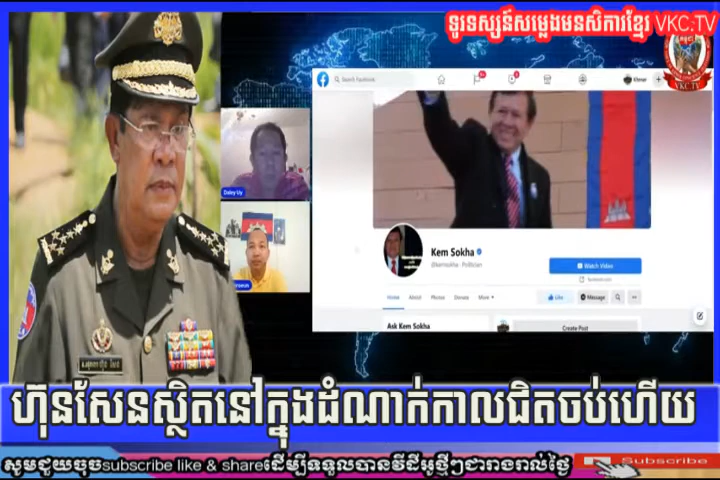 ទូរទស្សន៍សម្លេងមនសិការខ្មែរ VKC:TV
VKC.TV
Search Facebook
Khmer
Datey Uy
Kem Sokha
@kemsokha · Politician
Watch Video
Home About Photos Donate More
Like Message
Ask Kem Sokha
Create Post
ហ៊ុនសែនស្ថិតនៅក្នុងដំណាក់កាលជិតចប់ហើយ
សូមជួយចុចsubscribe like & shareដើម្បីទទួលបានវីដីអូថ្មីៗជារាងរាល់ថ្ងៃ
Subscribe